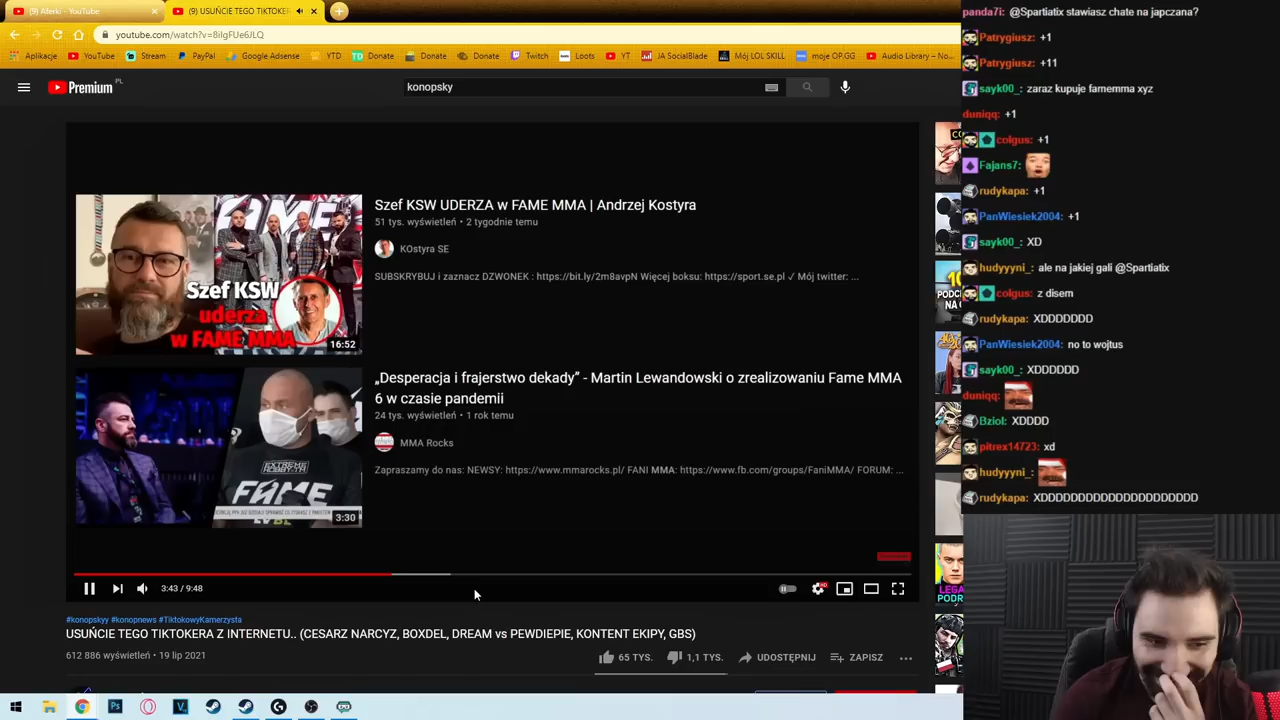 (9) Aferki - YouTube
(9) USUŃCIE TEGO TIKTOKER
youtube.com/watch?v=8iIgFUe6JLQ
Aplikacje YouTube Stream PayPal Google Adsense YTD Donate Donate Donate Twitch Loots YT JA SocialBlade Mój LOL SKILL moje OP.GG Audio Library – No...
Premium PL
konopsky
Szef KSW
uderza
w FAME MMA
16:52
Szef KSW UDERZA w FAME MMA | Andrzej Kostyra
51 tys. wyświetleń • 2 tygodnie temu
KOstyra SE
SUBSKRYBUJ i zaznacz DZWONEK : https://bit.ly/2m8avpN Więcej boksu: https://sport.se.pl ✓ Mój twitter: ...
FAME
3:30
„Desperacja i frajerstwo dekady” - Martin Lewandowski o zrealizowaniu Fame MMA
6 w czasie pandemii
24 tys. wyświetleń • 1 rok temu
MMA Rocks
Zapraszamy do nas: NEWSY: https://www.mmarocks.pl/ FANI MMA: https://www.fb.com/groups/FaniMMA/ FORUM: ...
3:43 / 9:48
#konopskyy #konopnews #TiktokowyKamerzysta
USUŃCIE TEGO TIKTOKERA Z INTERNETU.. (CESARZ NARCYZ, BOXDEL, DREAM vs PEWDIEPIE, KONTENT EKIPY, GBS)
612 886 wyświetleń • 19 lip 2021
65 TYS. 1,1 TYS. UDOSTĘPNIJ ZAPISZ
panda7i: @Spartiatix stawiasz chate na japczana?
Patrygiusz: +1
Patrygiusz: +11
sayk00_: zaraz kupuje famemma xyz
duniqq: +1
colgus: +1
Fajans7:
rudykapa: +1
PanWiesiek2004: +1
sayk00_: XD
hudyyyni_: ale na jakiej gali @Spartiatix
colgus: z disem
rudykapa: XDDDDDDD
PanWiesiek2004: no to wojtus
sayk00_: XDDDDDD
duniqq:
Bziol: XDDDD
pitrex14723: xd
hudyyyni_:
rudykapa: XDDDDDDDDDDDDDDDDDDDDDD